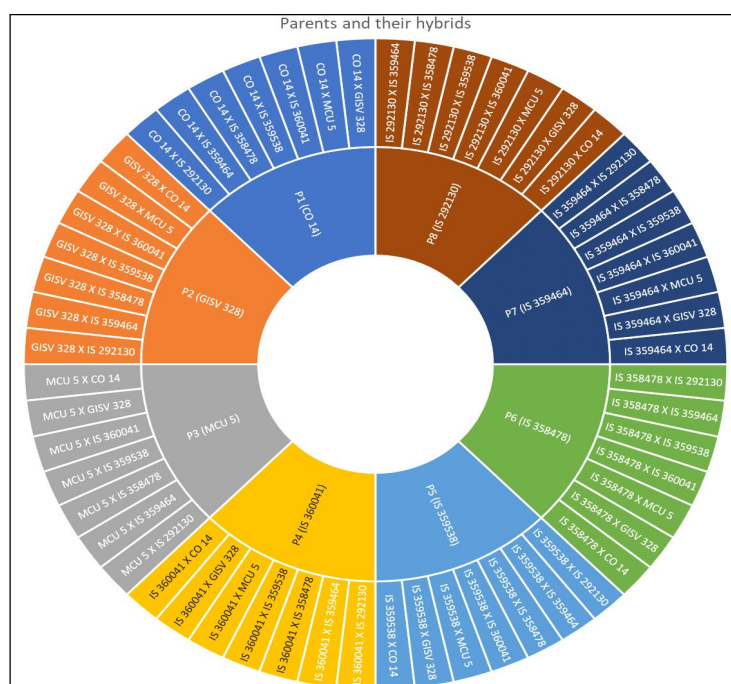 Parents and their hybrids
P1 (CO 14)
CO 14 X GISV 328
CO 14 X MCU 5
CO 14 X IS 360041
CO 14 X IS 359538
CO 14 X IS 358478
CO 14 X IS 359464
CO 14 X IS 292130
P2 (GISV 328)
GISV 328 X CO 14
GISV 328 X MCU 5
GISV 328 X IS 360041
GISV 328 X IS 359538
GISV 328 X IS 358478
GISV 328 X IS 359464
GISV 328 X IS 292130
P3 (MCU 5)
MCU 5 X CO 14
MCU 5 X GISV 328
MCU 5 X IS 360041
MCU 5 X IS 359538
MCU 5 X IS 358478
MCU 5 X IS 359464
MCU 5 X IS 292130
P4 (IS 360041)
IS 360041 X CO 14
IS 360041 X GISV 328
IS 360041 X MCU 5
IS 360041 X IS 359538
IS 360041 X IS 358478
IS 360041 X IS 359464
IS 360041 X IS 292130
P5 (IS 359538)
IS 359538 X CO 14
IS 359538 X GISV 328
IS 359538 X MCU 5
IS 359538 X IS 360041
IS 359538 X IS 358478
IS 359538 X IS 359464
IS 359538 X IS 292130
P6 (IS 358478)
IS 358478 X CO 14
IS 358478 X GISV 328
IS 358478 X MCU 5
IS 358478 X IS 360041
IS 358478 X IS 359538
IS 358478 X IS 359464
IS 358478 X IS 292130
P7 (IS 359464)
IS 359464 X CO 14
IS 359464 X GISV 328
IS 359464 X MCU 5
IS 359464 X IS 360041
IS 359464 X IS 359538
IS 359464 X IS 358478
IS 359464 X IS 292130
P8 (IS 292130)
IS 292130 X CO 14
IS 292130 X GISV 328
IS 292130 X MCU 5
IS 292130 X IS 360041
IS 292130 X IS 359538
IS 292130 X IS 358478
IS 292130 X IS 359464